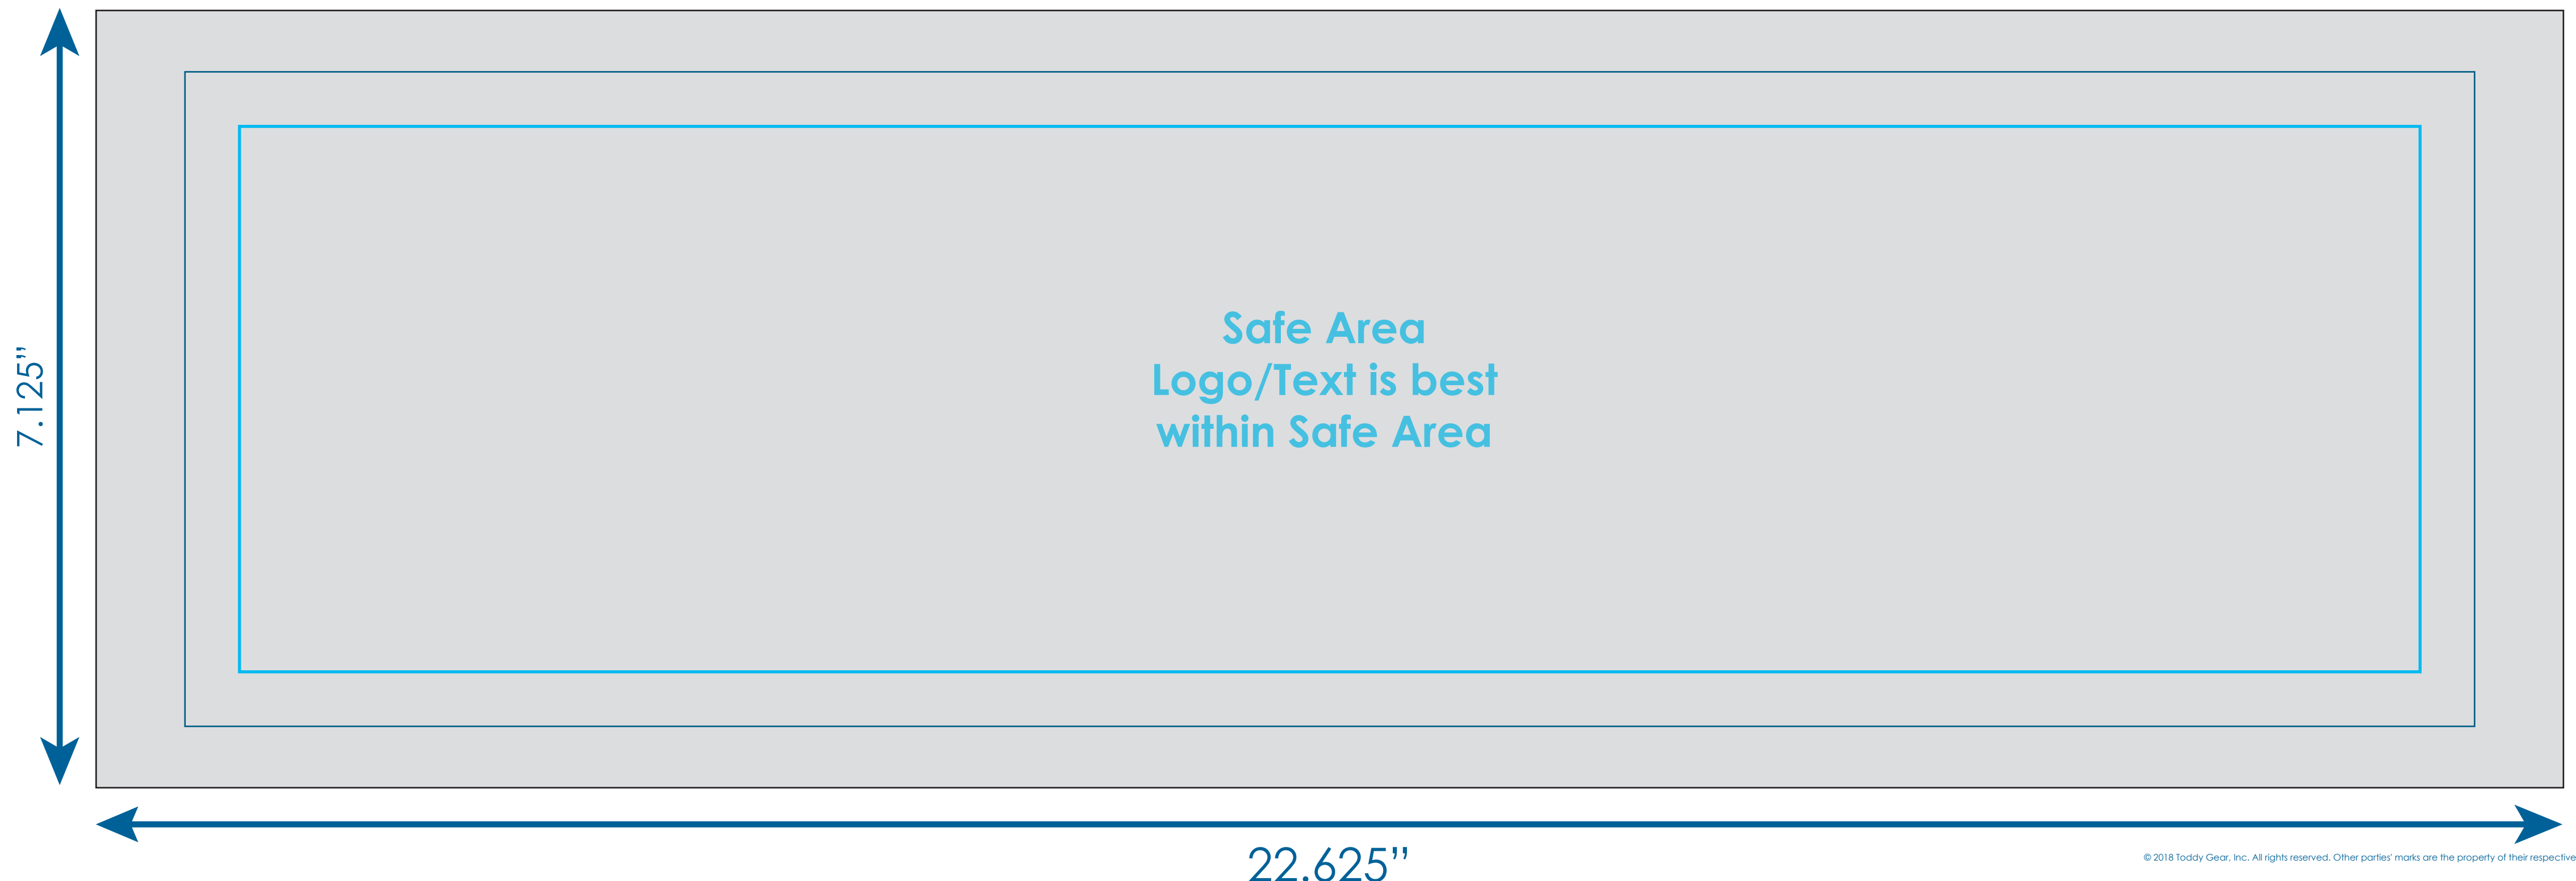 7.125”
Safe Area
Logo/Text is best
within Safe Area
22.625”
© 2018 Toddy Gear, Inc. All rights reserved. Other parties' marks are the property of their respective